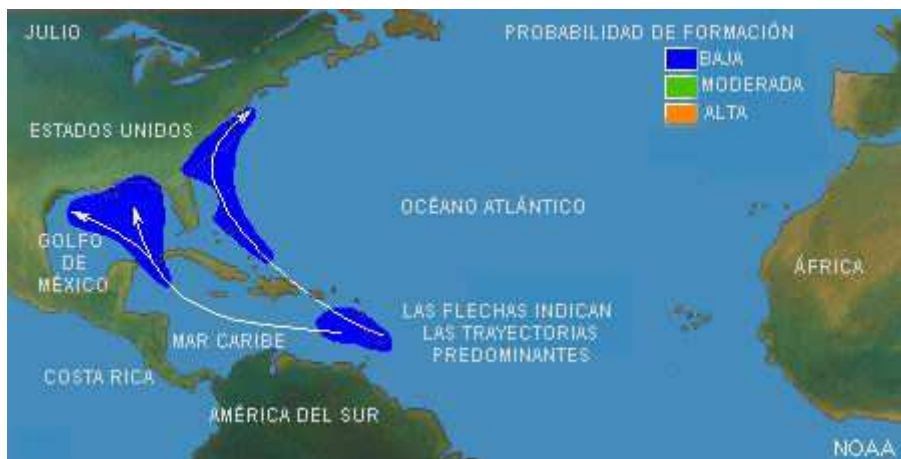 JULIO
PROBABILIDAD DE FORMACIÓN
BAJA
MODERADA
ALTA
ESTADOS UNIDOS
OCÉANO ATLÁNTICO
GOLFO
DE
MÉXICO
ÁFRICA
LAS FLECHAS INDICAN
LAS TRAYECTORIAS
PREDOMINANTES
MAR CARIBE
COSTA RICA
AMÉRICA DEL SUR
NOAA